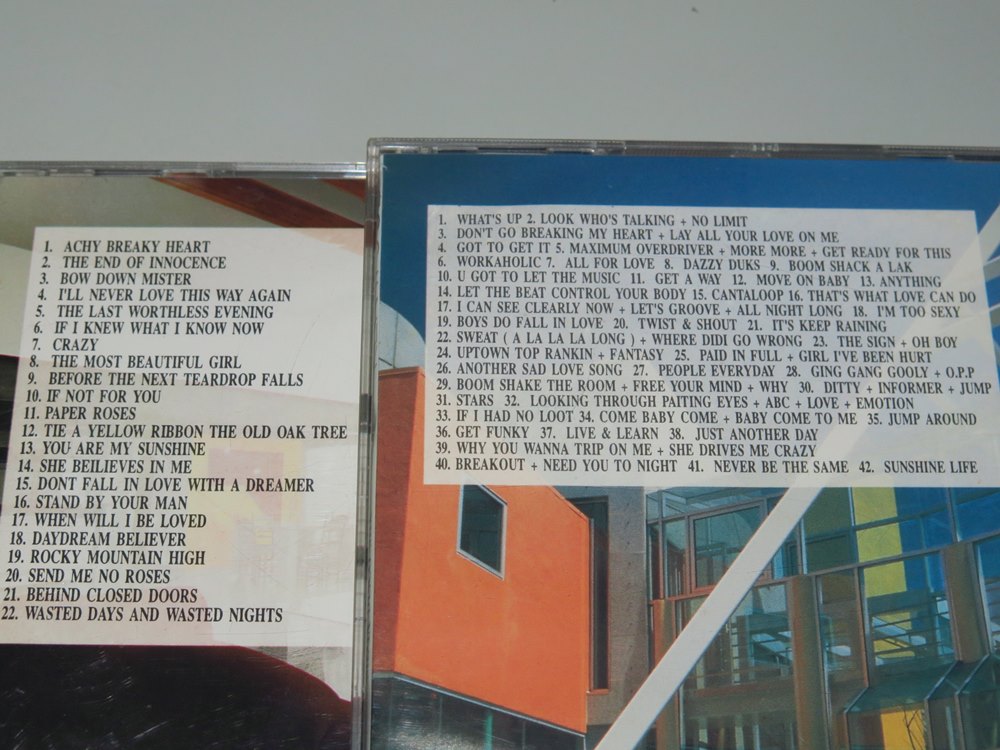 1. ACHY BREAKY HEART
2. THE END OF INNOCENCE
3. BOW DOWN MISTER
4. I'LL NEVER LOVE THIS WAY AGAIN
5. THE LAST WORTHLESS EVENING
6. IF I KNEW WHAT I KNOW NOW
7. CRAZY
8. THE MOST BEAUTIFUL GIRL
9. BEFORE THE NEXT TEARDROP FALLS
10. IF NOT FOR YOU
11. PAPER ROSES
12. TIE A YELLOW RIBBON THE OLD OAK TREE
13. YOU ARE MY SUNSHINE
14. SHE BEILIEVES IN ME
15. DONT FALL IN LOVE WITH A DREAMER
16. STAND BY YOUR MAN
17. WHEN WILL I BE LOVED
18. DAYDREAM BELIEVER
19. ROCKY MOUNTAIN HIGH
20. SEND ME NO ROSES
21. BEHIND CLOSED DOORS
22. WASTED DAYS AND WASTED NIGHTS
1. WHAT'S UP 2. LOOK WHO'S TALKING + NO LIMIT
3. DON'T GO BREAKING MY HEART + LAY ALL YOUR LOVE ON ME
4. GOT TO GET IT 5. MAXIMUM OVERDRIVER + MORE MORE + GET READY FOR THIS
6. WORKAHOLIC 7. ALL FOR LOVE 8. DAZZY DUKS 9. BOOM SHACK A LAK
10. U GOT TO LET THE MUSIC 11. GET A WAY 12. MOVE ON BABY 13. ANYTHING
14. LET THE BEAT CONTROL YOUR BODY 15. CANTALOOP 16. THAT'S WHAT LOVE CAN DO
17. I CAN SEE CLEARLY NOW + LET'S GROOVE + ALL NIGHT LONG 18. I'M TOO SEXY
19. BOYS DO FALL IN LOVE 20. TWIST & SHOUT 21. IT'S KEEP RAINING
22. SWEAT ( A LA LA LA LONG ) + WHERE DIDI GO WRONG 23. THE SIGN + OH BOY
24. UPTOWN TOP RANKIN + FANTASY 25. PAID IN FULL + GIRL I'VE BEEN HURT
26. ANOTHER SAD LOVE SONG 27. PEOPLE EVERYDAY 28. GING GANG GOOLY + O.P.P
29. BOOM SHAKE THE ROOM + FREE YOUR MIND + WHY 30. DITTY + INFORMER + JUMP
31. STARS 32. LOOKING THROUGH PAITING EYES + ABC + LOVE + EMOTION
33. IF I HAD NO LOOT 34. COME BABY COME + BABY COME TO ME 35. JUMP AROUND
36. GET FUNKY 37. LIVE & LEARN 38. JUST ANOTHER DAY
39. WHY YOU WANNA TRIP ON ME + SHE DRIVES ME CRAZY
40. BREAKOUT + NEED YOU TO NIGHT 41. NEVER BE THE SAME 42. SUNSHINE LIFE